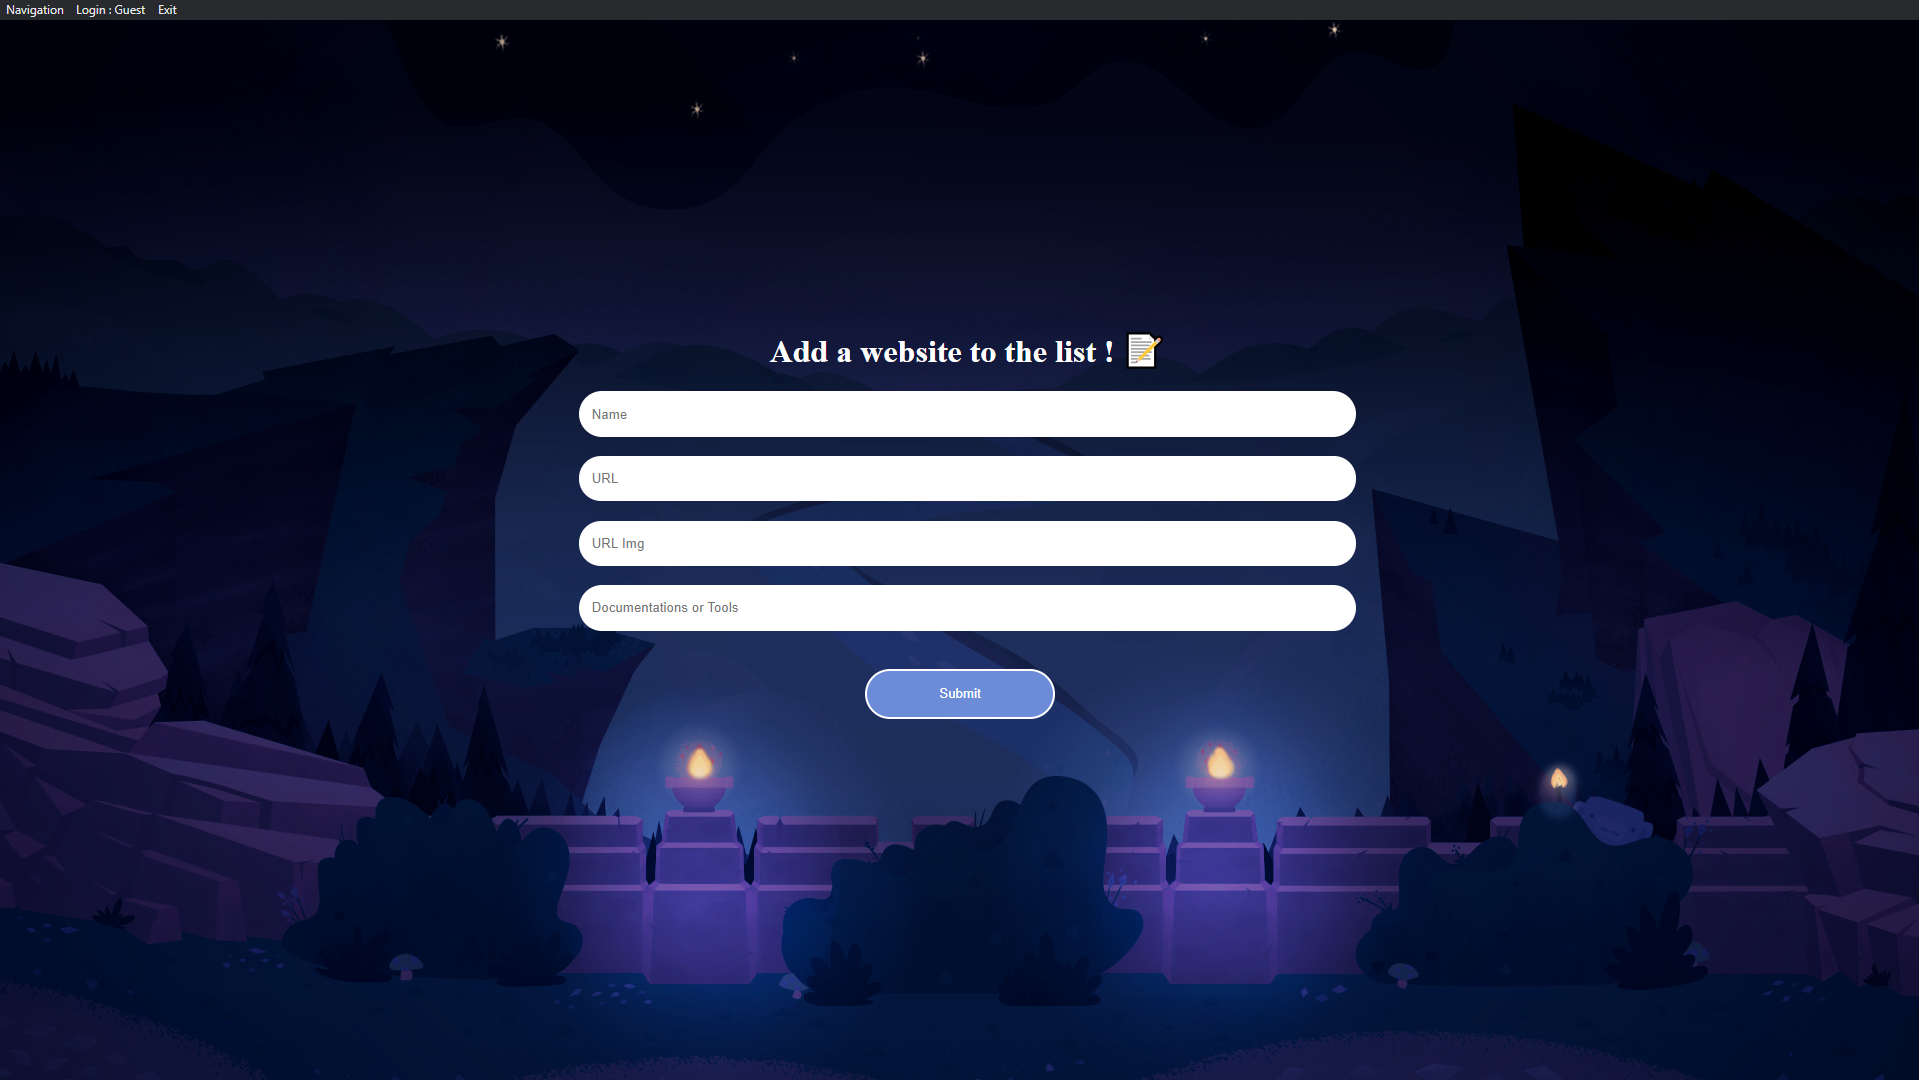 Navigation Login : Guest Exit
Add a website to the list ! 📝
Name
URL
URL Img
Documentations or Tools
Submit